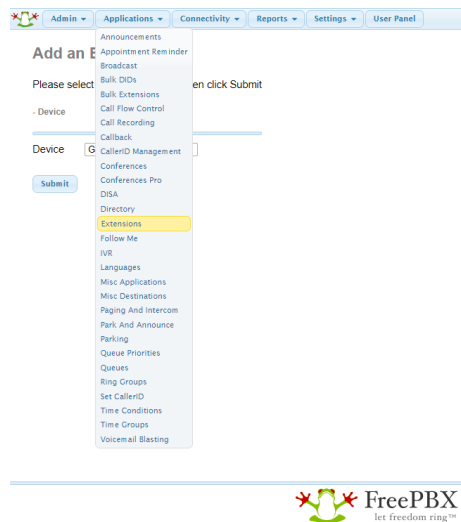 Admin Applications Connectivity Reports Settings User Panel
Add an E
Please select en click Submit
- Device
Device G
Submit
Announcements
Appointment Reminder
Broadcast
Bulk DIDs
Bulk Extensions
Call Flow Control
Call Recording
Callback
CallerID Management
Conferences
Conferences Pro
DISA
Directory
Extensions
Follow Me
IVR
Languages
Misc Applications
Misc Destinations
Paging And Intercom
Park And Announce
Parking
Queue Priorities
Queues
Ring Groups
Set CallerID
Time Conditions
Time Groups
Voicemail Blasting
FreePBX
let freedom ring™